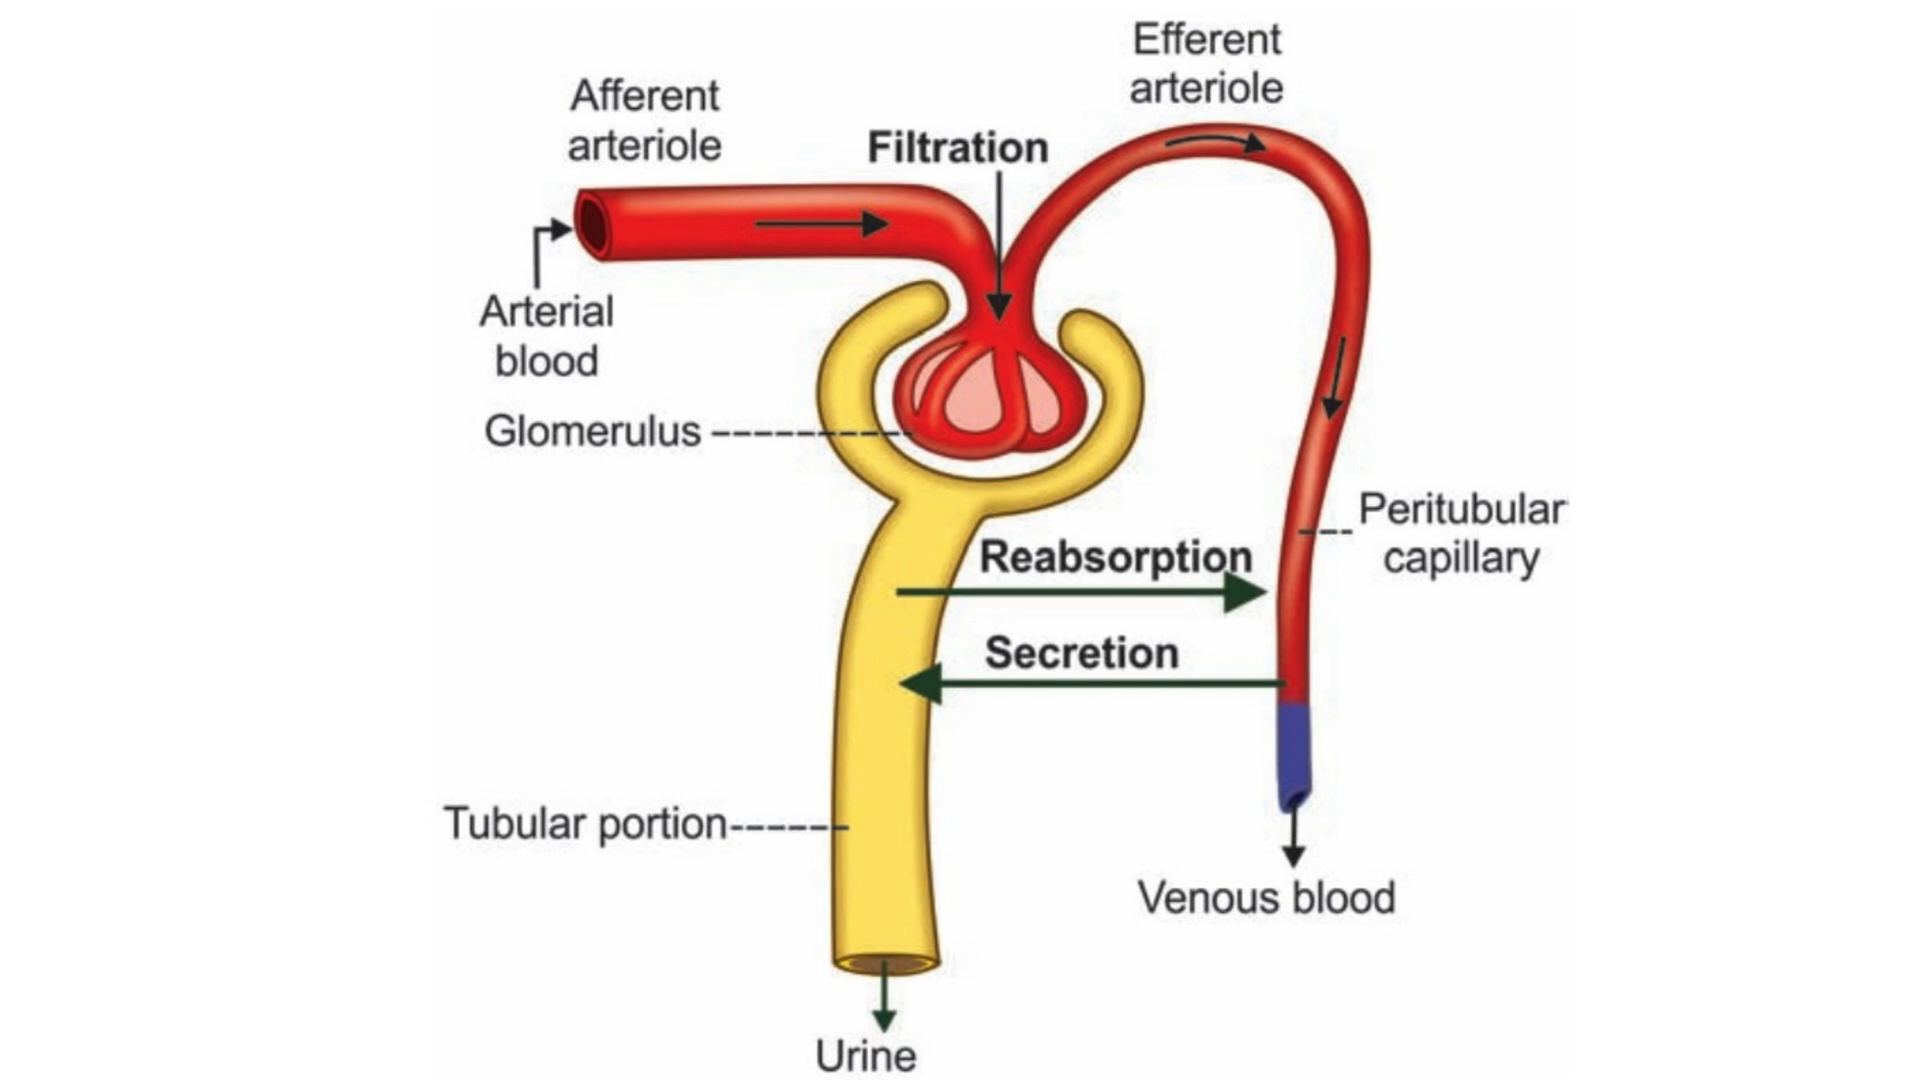 Efferent
arteriole
Afferent
arteriole
Filtration
Arterial
blood
Glomerulus
Peritubular
capillary
Reabsorption
Secretion
Tubular portion
Venous blood
Urine